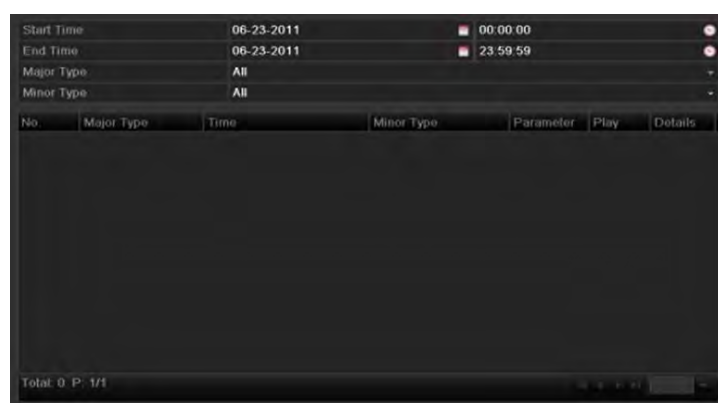 Start Time 06-23-2011 00:00:00
End Time 06-23-2011 23:59:59
Major Type All
Minor Type All
No. Major Type Time Minor Type Parameter Play Details
Total: 0 P: 1/1